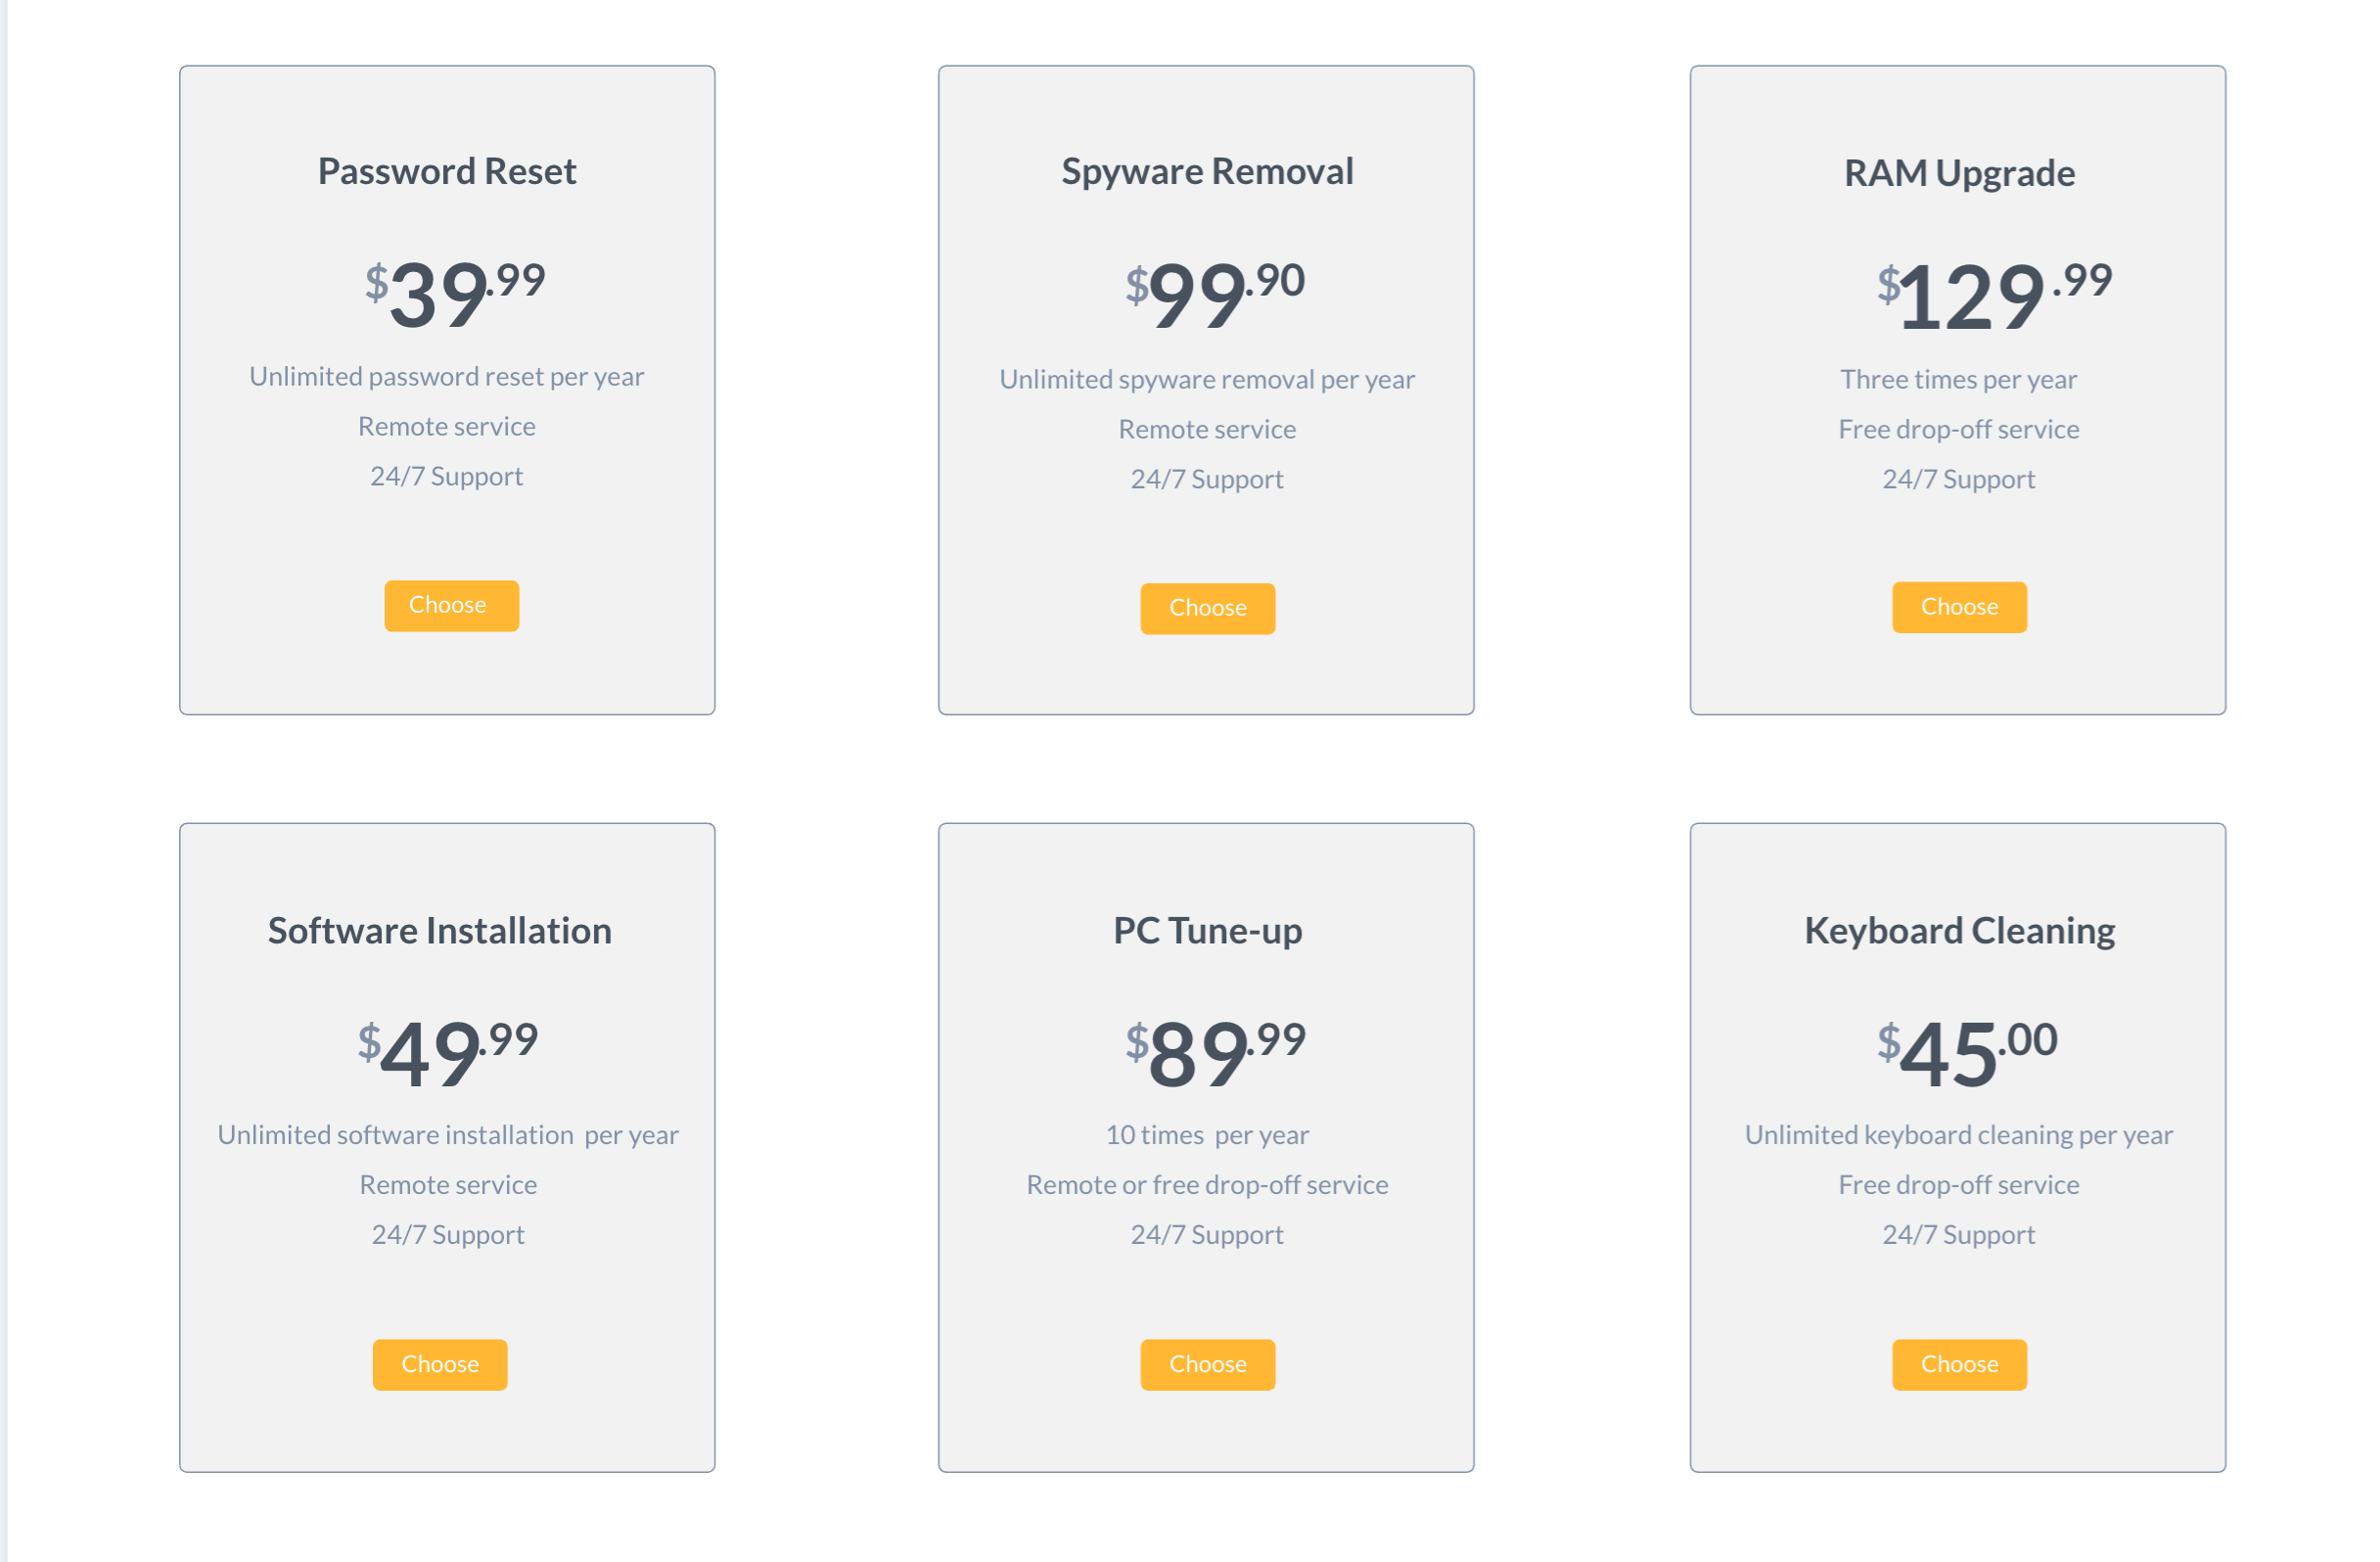 Password Reset
$39.99
Unlimited password reset per year
Remote service
24/7 Support
Choose
Spyware Removal
$99.90
Unlimited spyware removal per year
Remote service
24/7 Support
Choose
RAM Upgrade
$129.99
Three times per year
Free drop-off service
24/7 Support
Choose
Software Installation
$49.99
Unlimited software installation  per year
Remote service
24/7 Support
Choose
PC Tune-up
$89.99
10 times  per year
Remote or free drop-off service
24/7 Support
Choose
Keyboard Cleaning
$45.00
Unlimited keyboard cleaning per year
Free drop-off service
24/7 Support
Choose